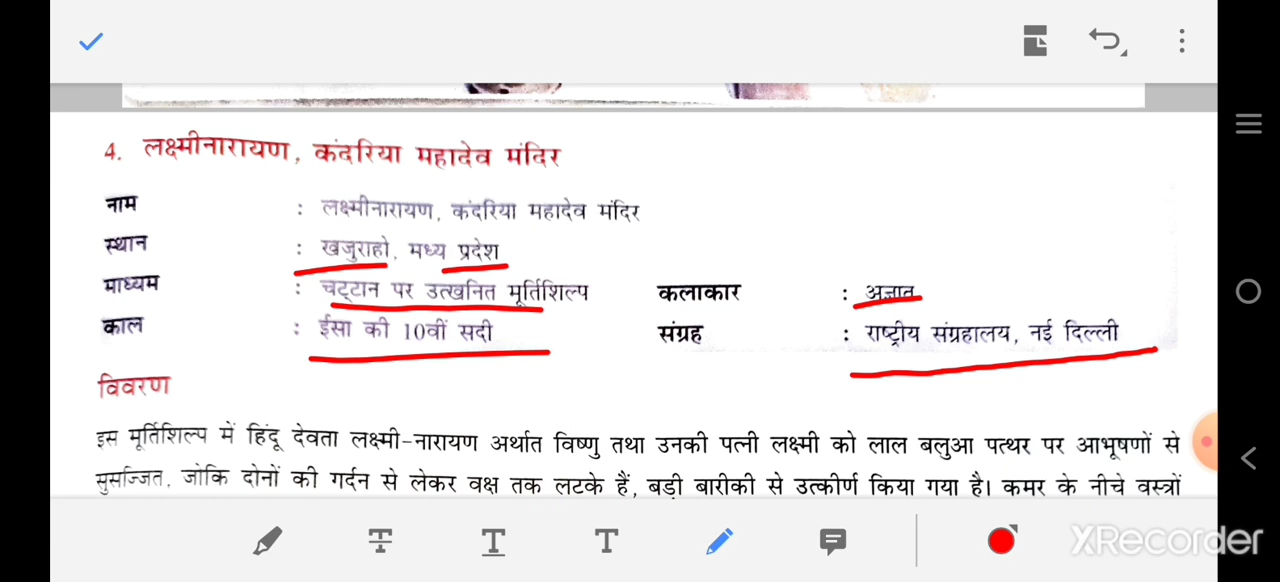 4. लक्ष्मीनारायण, कंदरिया महादेव मंदिर
नाम : लक्ष्मीनारायण, कंदरिया महादेव मंदिर
स्थान : खजुराहो, मध्य प्रदेश
माध्यम : चट्टान पर उत्खनित मूर्तिशिल्प कलाकार : अज्ञात
काल : ईसा की 10वीं सदी संग्रह : राष्ट्रीय संग्रहालय, नई दिल्ली
विवरण
इस मूर्तिशिल्प में हिंदू देवता लक्ष्मी-नारायण अर्थात विष्णु तथा उनकी पत्नी लक्ष्मी को लाल बलुआ पत्थर पर आभूषणों से
सुसज्जित, जोकि दोनों की गर्दन से लेकर वक्ष तक लटके हैं, बड़ी बारीकी से उत्कीर्ण किया गया है। कमर के नीचे वस्त्रों
T T T
XRecorder